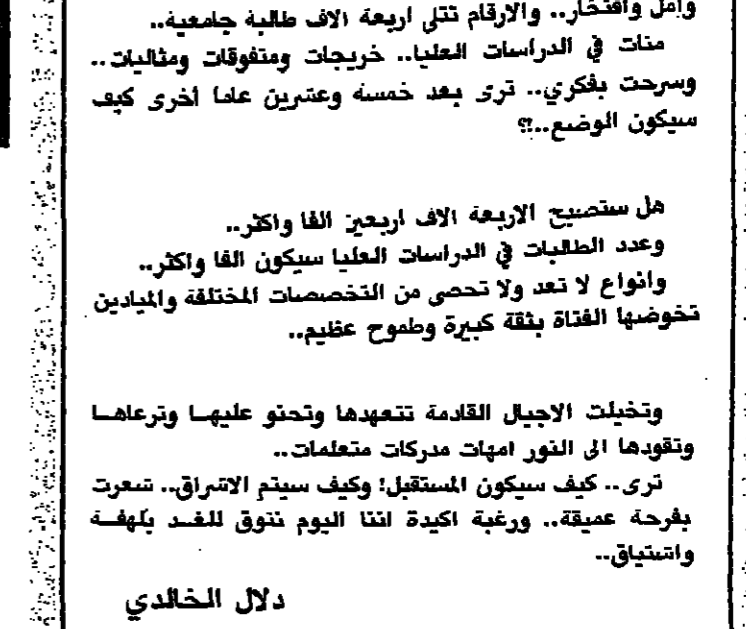 وأمل وافتخار.. والارقام تتلى اربعة الاف طالبة جامعية..
مئات في الدراسات العليا.. خريجات ومتفوقات ومثاليات..
وسرحت بفكري.. ترى بعد خمسة وعشرين عاما أخرى كيف
سيكون الوضع..؟
هل ستصبح الاربعة الاف اربعين الفا واكثر..
وعدد الطالبات في الدراسات العليا سيكون الفا واكثر..
وانواع لا تعد ولا تحصى من التخصصات المختلفة والميادين
تخوضها الفتاة بثقة كبيرة وطموح عظيم..
وتخيلت الاجيال القادمة تتعهدها وتحنو عليها وترعاها
وتقودها الى النور امهات مدركات متعلمات..
ترى.. كيف سيكون المستقبل؛ وكيف سيتم الاشراق.. شعرت
بفرحة عميقة.. ورغبة اكيدة اننا اليوم نتوق للغد بلهفة
واشتياق..
دلال الخالدي